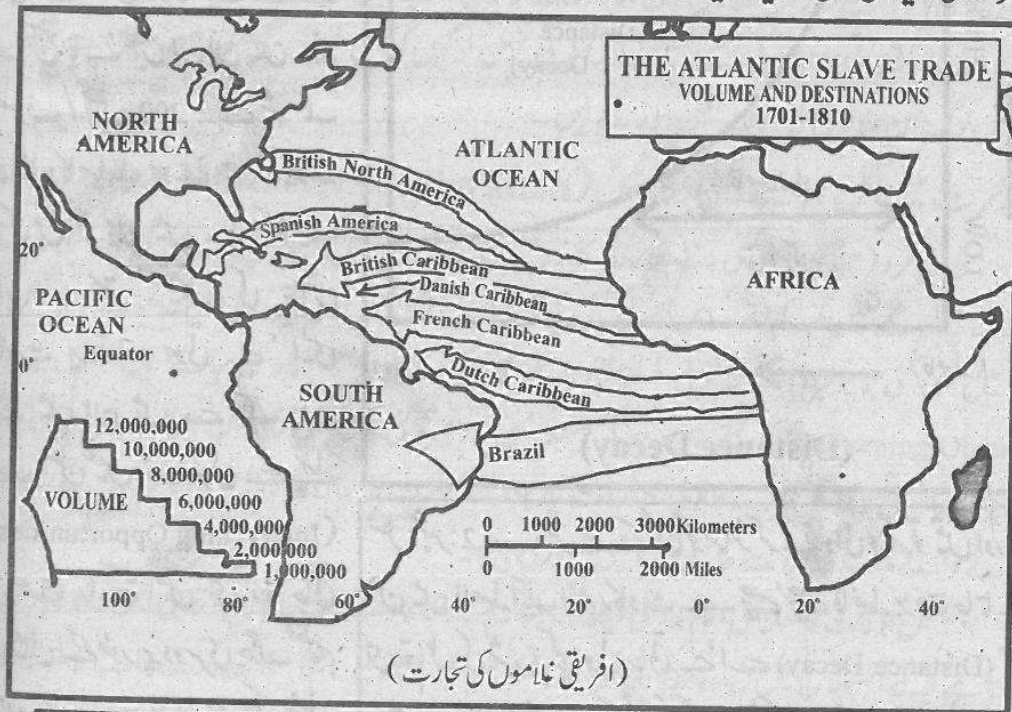 THE ATLANTIC SLAVE TRADE
VOLUME AND DESTINATIONS
1701-1810
NORTH
AMERICA
ATLANTIC
OCEAN
British North America
Spanish America
British Caribbean
Danish Caribbean
French Caribbean
Dutch Caribbean
AFRICA
20°
PACIFIC
OCEAN
Equator
0°
SOUTH
AMERICA
Brazil
12,000,000
10,000,000
8,000,000
VOLUME
6,000,000
4,000,000
2,000,000
1,000,000
0 1000 2000 3000 Kilometers
0 1000 2000 Miles
100° 80° 60° 40° 20° 0° 20° 40°
(افریقی غلاموں کی تجارت)
(Distance Decay)
(Distance Decay)